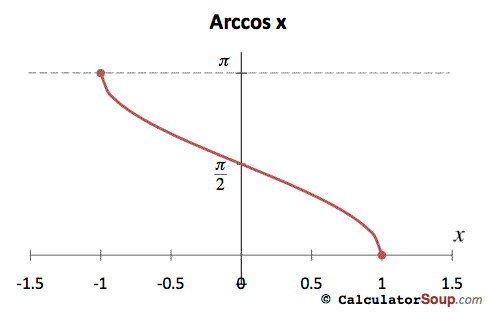 Arccos x
π
π
2
x
-1.5 -1 -0.5 0 0.5 1 1.5
© CalculatorSoup.com